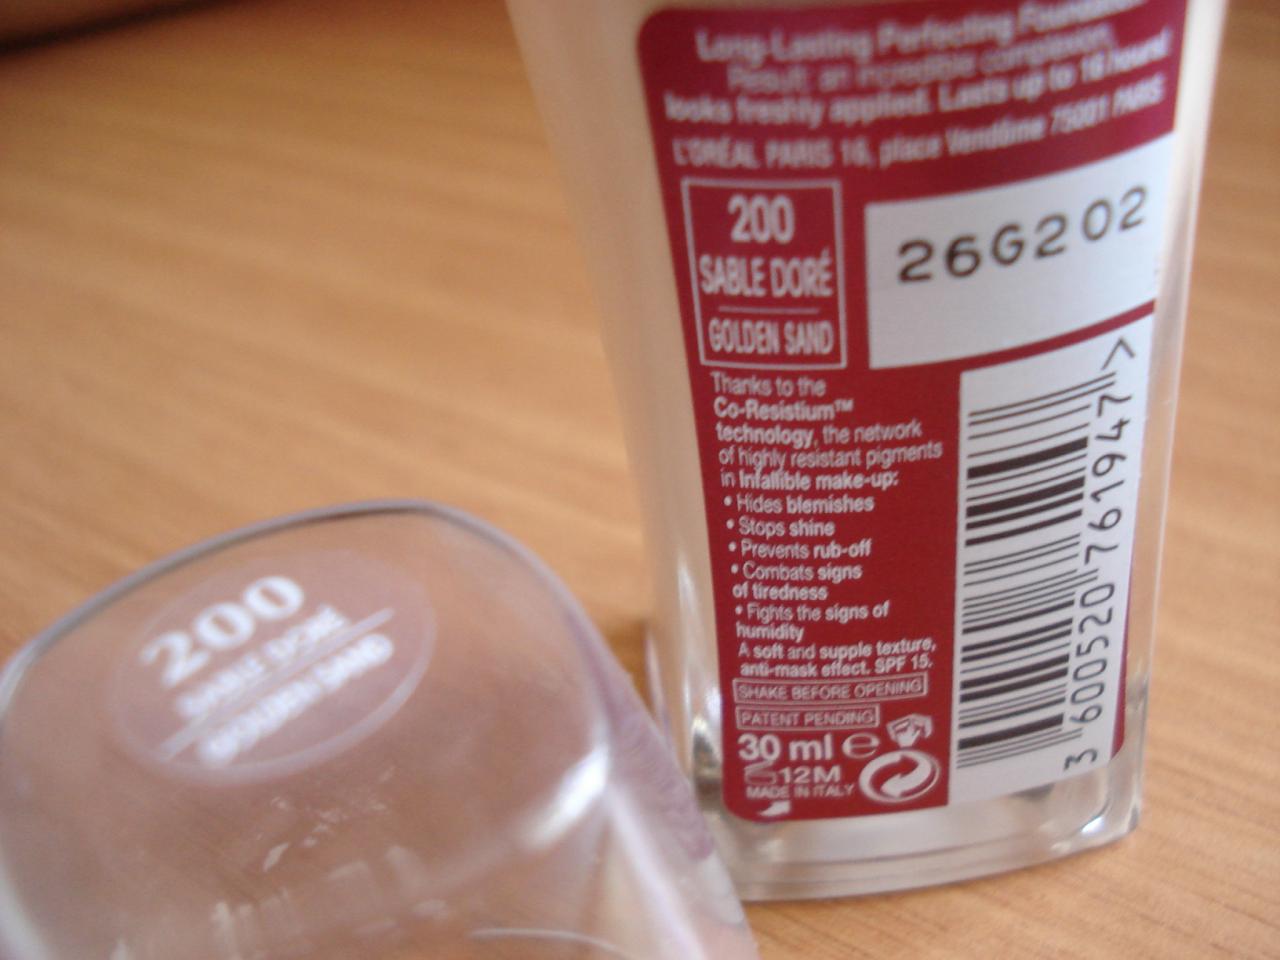 Long-Lasting Perfecting Foundation
Result: an incredible complexion,
looks freshly applied. Lasts up to 16 hours!
L'ORÉAL PARIS 16, place Vendôme 75001 PARIS
200
SABLE DORÉ
GOLDEN SAND
26G202
Thanks to the
Co-Resistium™
technology, the network
of highly resistant pigments
in Infallible make-up:
• Hides blemishes
• Stops shine
• Prevents rub-off
• Combats signs
of tiredness
• Fights the signs of
humidity
A soft and supple texture,
anti-mask effect. SPF 15.
SHAKE BEFORE OPENING
PATENT PENDING
30 ml e
12M
MADE IN ITALY
3 600520 761947 >
200
SABLE DORÉ
GOLDEN SAND